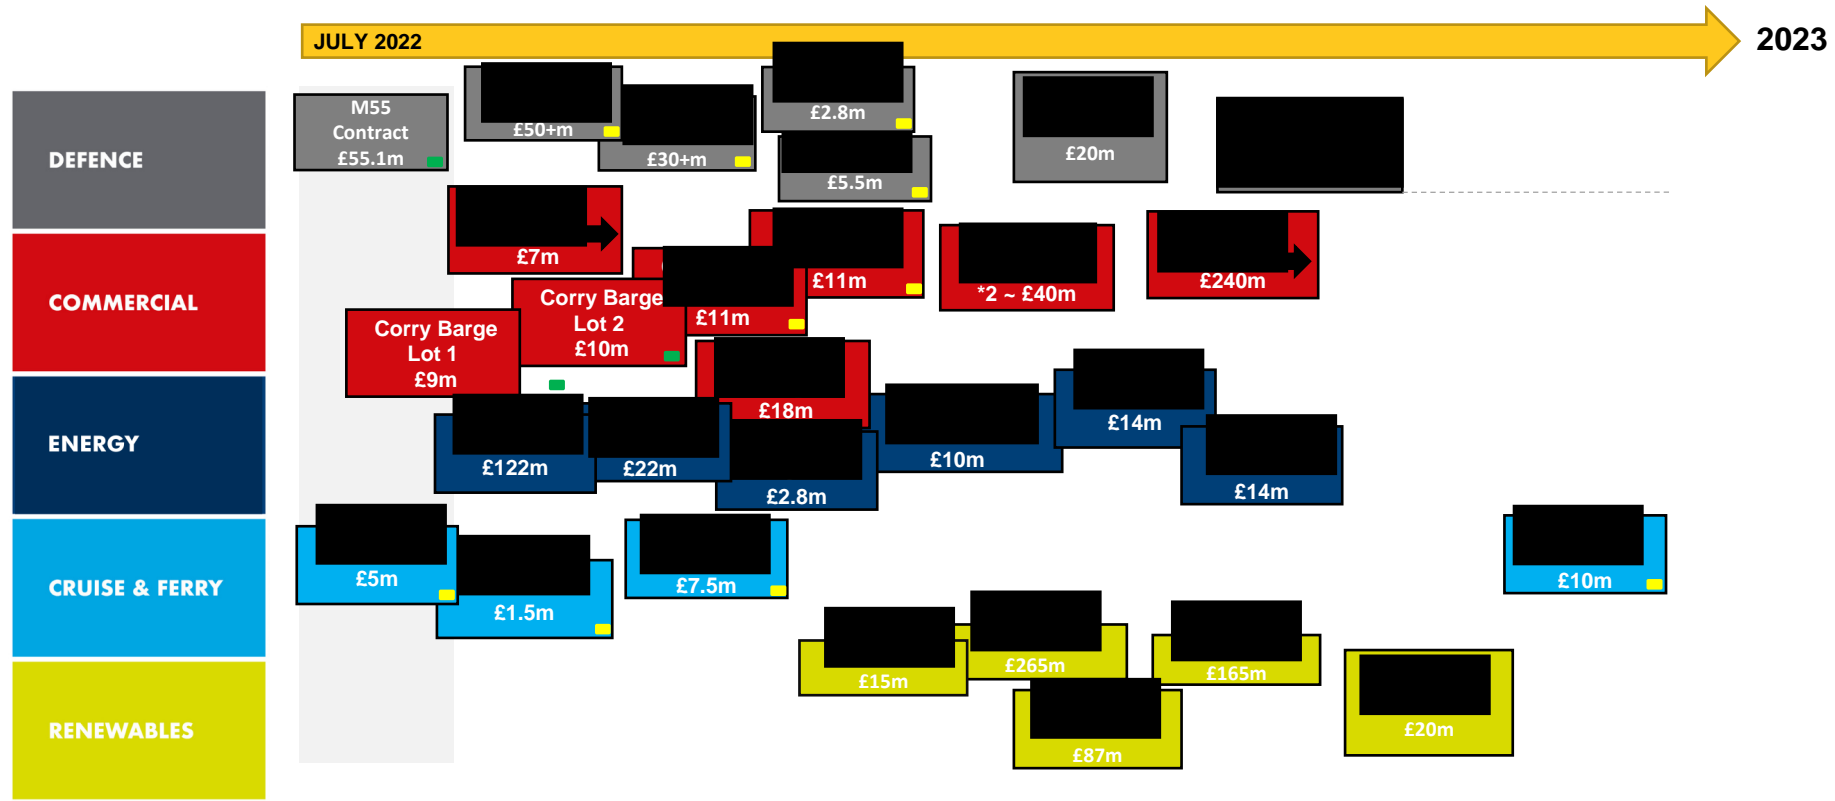 JULY 2022
2023
DEFENCE
M55
Contract
£55.1m
£50+m
£30+m
£2.8m
£5.5m
£20m
COMMERCIAL
£7m
Corry Barge
Lot 1
£9m
Corry Barge
Lot 2
£10m
£11m
£11m
£18m
*2 ~ £40m
£240m
ENERGY
£122m
£22m
£2.8m
£10m
£14m
£14m
CRUISE & FERRY
£5m
£1.5m
£7.5m
£10m
RENEWABLES
£15m
£265m
£87m
£165m
£20m